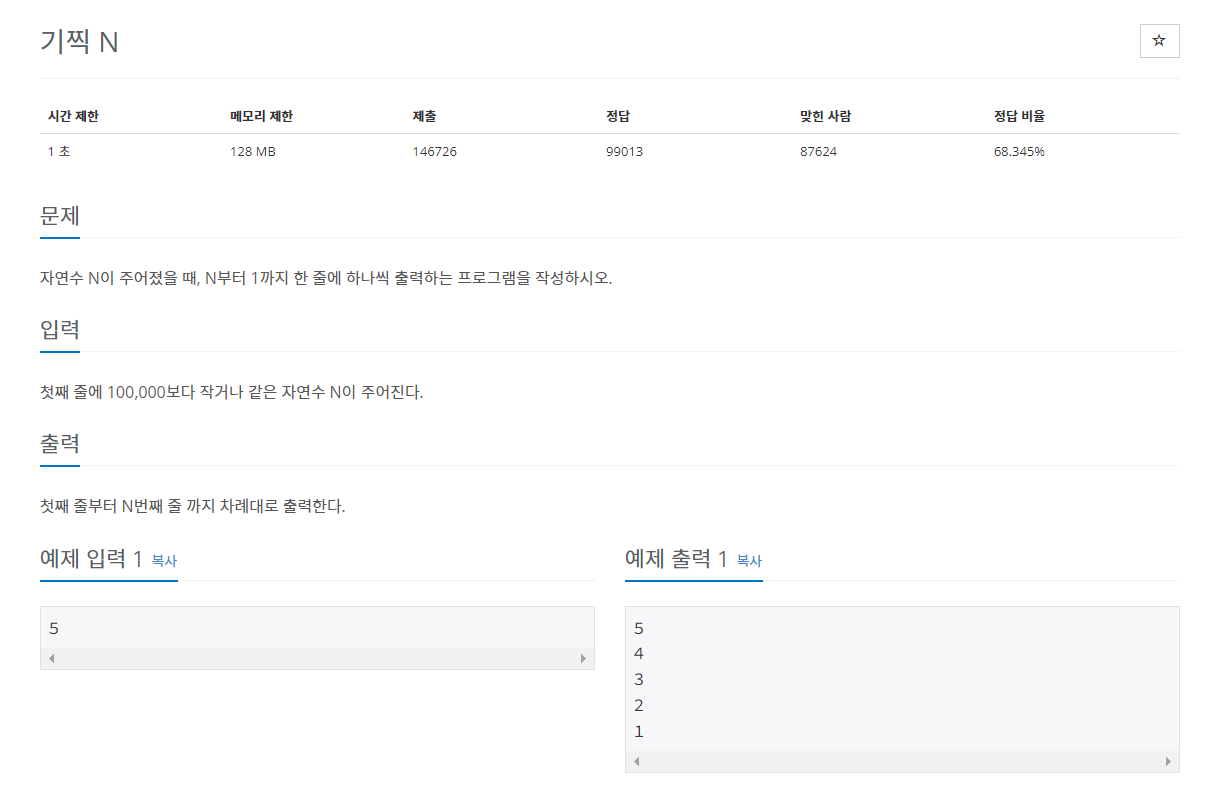 기찍 N
☆
시간 제한 메모리 제한 제출 정답 맞힌 사람 정답 비율
1 초 128 MB 146726 99013 87624 68.345%
문제
자연수 N이 주어졌을 때, N부터 1까지 한 줄에 하나씩 출력하는 프로그램을 작성하시오.
입력
첫째 줄에 100,000보다 작거나 같은 자연수 N이 주어진다.
출력
첫째 줄부터 N번째 줄 까지 차례대로 출력한다.
예제 입력 1 복사
5
예제 출력 1 복사
5
4
3
2
1